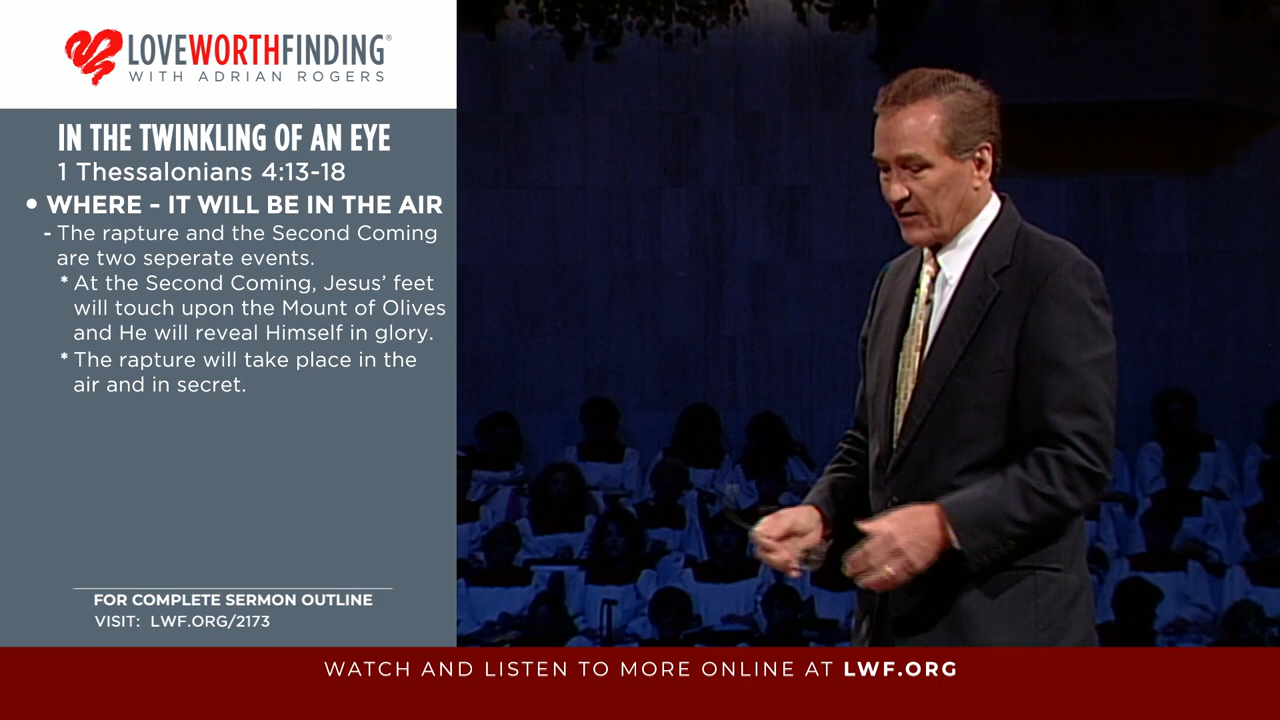 LOVEWORTHFINDING®
WITH ADRIAN ROGERS
IN THE TWINKLING OF AN EYE
1 Thessalonians 4:13-18
• WHERE - IT WILL BE IN THE AIR
- The rapture and the Second Coming
are two seperate events.
* At the Second Coming, Jesus' feet
will touch upon the Mount of Olives
and He will reveal Himself in glory.
* The rapture will take place in the
air and in secret.
FOR COMPLETE SERMON OUTLINE
VISIT: LWF.ORG/2173
WATCH AND LISTEN TO MORE ONLINE AT LWF.ORG